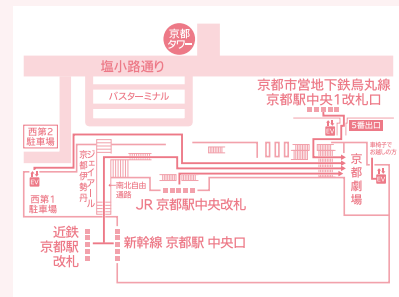 京都
タワー
塩小路通り
バスターミナル
京都市営地下鉄烏丸線
京都駅中央1改札口
5番出口
EV
車椅子で
お越しの方
EV
京都劇場
西第2
駐車場
EV
西第1
駐車場
ジェイアール
京都伊勢丹
←南北自由
通路
JR 京都駅中央改札
近鉄
京都駅
改札
新幹線 京都駅 中央口